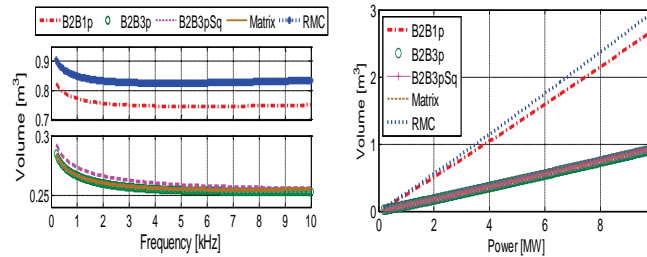 B2B1p B2B3p B2B3pSq Matrix RMC
Volume [m³]
0.9
0.8
0.7
0.3
0.25
Volume [m³]
0 1 2 3 4 5 6 7 8 9 10
Frequency [kHz]
3
2
1
0
Volume [m³]
B2B1p
B2B3p
B2B3pSq
Matrix
RMC
0 2 4 6 8
Power [MW]